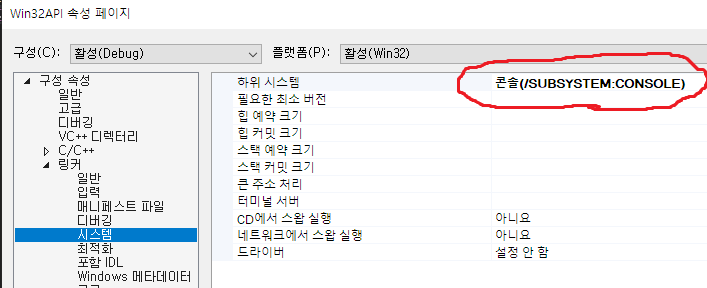 Win32API 속성 페이지
구성(C): 활성(Debug) 플랫폼(P): 활성(Win32)
구성 속성
일반
고급
디버깅
VC++ 디렉터리
C/C++
링커
일반
입력
매니페스트 파일
디버깅
시스템
최적화
포함 IDL
Windows 메타데이터
하위 시스템 콘솔(/SUBSYSTEM:CONSOLE)
필요한 최소 버전
힙 예약 크기
힙 커밋 크기
스택 예약 크기
스택 커밋 크기
큰 주소 처리
터미널 서버
CD에서 스왑 실행 아니요
네트워크에서 스왑 실행 아니요
드라이버 설정 안 함